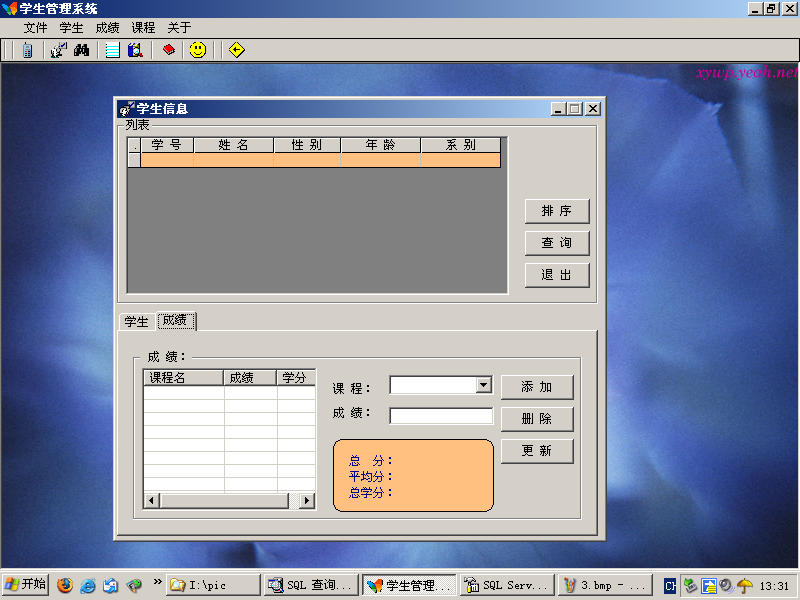 学生管理系统
文件 学生 成绩 课程 关于
xywjs.yeah.net
学生信息
列表
学号 姓名 性别 年龄 系别
排序
查询
退出
学生 成绩
成绩：
课程名 成绩 学分
课程：
成绩：
添加
删除
更新
总 分：
平均分：
总学分：
开始 » I:\pic SQL 查询... 学生管理... SQL Serv... 3.bmp - ... CH 13:31